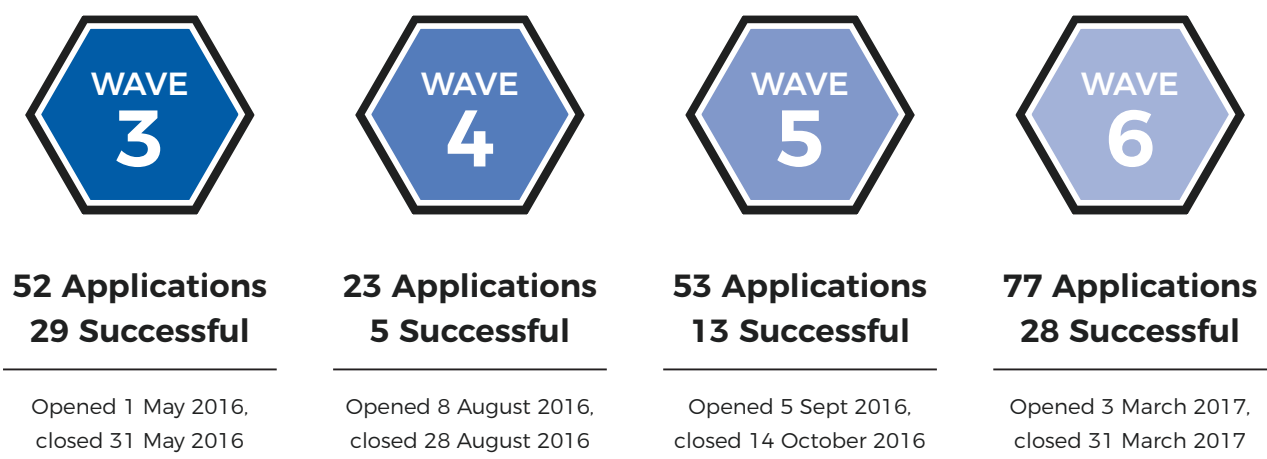 WAVE
3
52 Applications
29 Successful
Opened 1 May 2016,
closed 31 May 2016
WAVE
4
23 Applications
5 Successful
Opened 8 August 2016,
closed 28 August 2016
WAVE
5
53 Applications
13 Successful
Opened 5 Sept 2016,
closed 14 October 2016
WAVE
6
77 Applications
28 Successful
Opened 3 March 2017,
closed 31 March 2017